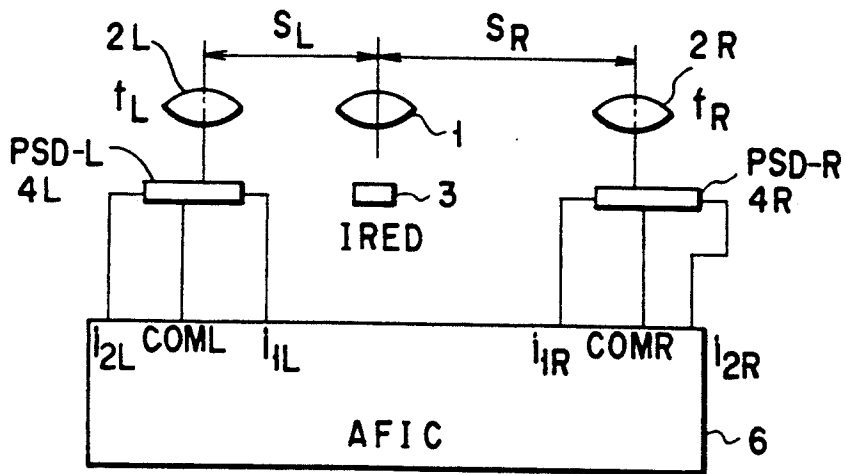 2L
SL
SR
2R
fL
1
fR
PSD-L
4L
3
IRED
PSD-R
4R
i2L
COML
i1L
i1R
COMR
i2R
AFIC
6